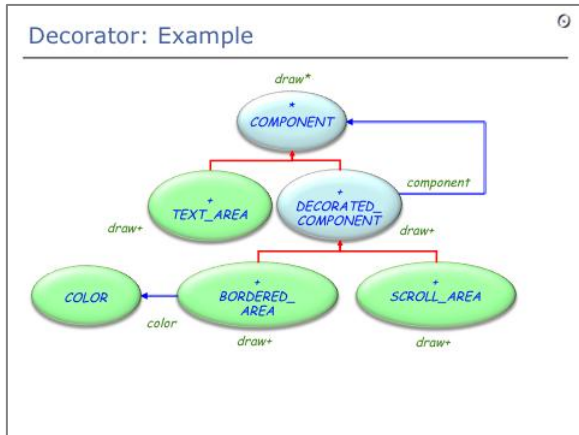 Decorator: Example
draw*
*
COMPONENT
component
+
TEXT_AREA
draw+
+
DECORATED_
COMPONENT
draw+
COLOR
color
+
BORDERED_
AREA
draw+
+
SCROLL_AREA
draw+